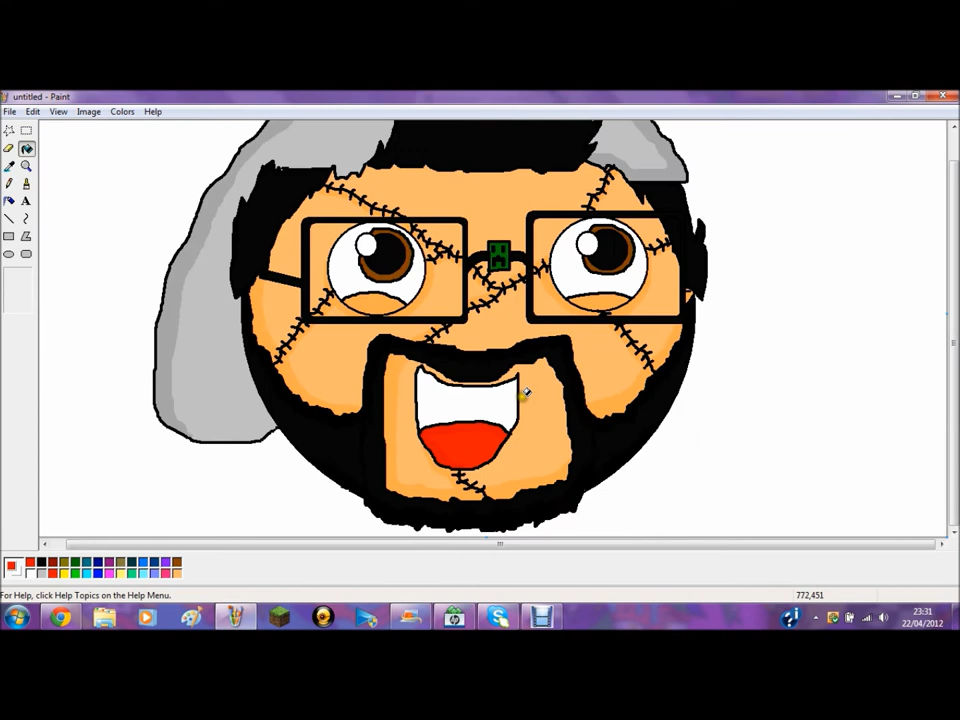 untitled - Paint
File Edit View Image Colors Help
A
For Help, click Help Topics on the Help Menu.
772,451
23:31
22/04/2012